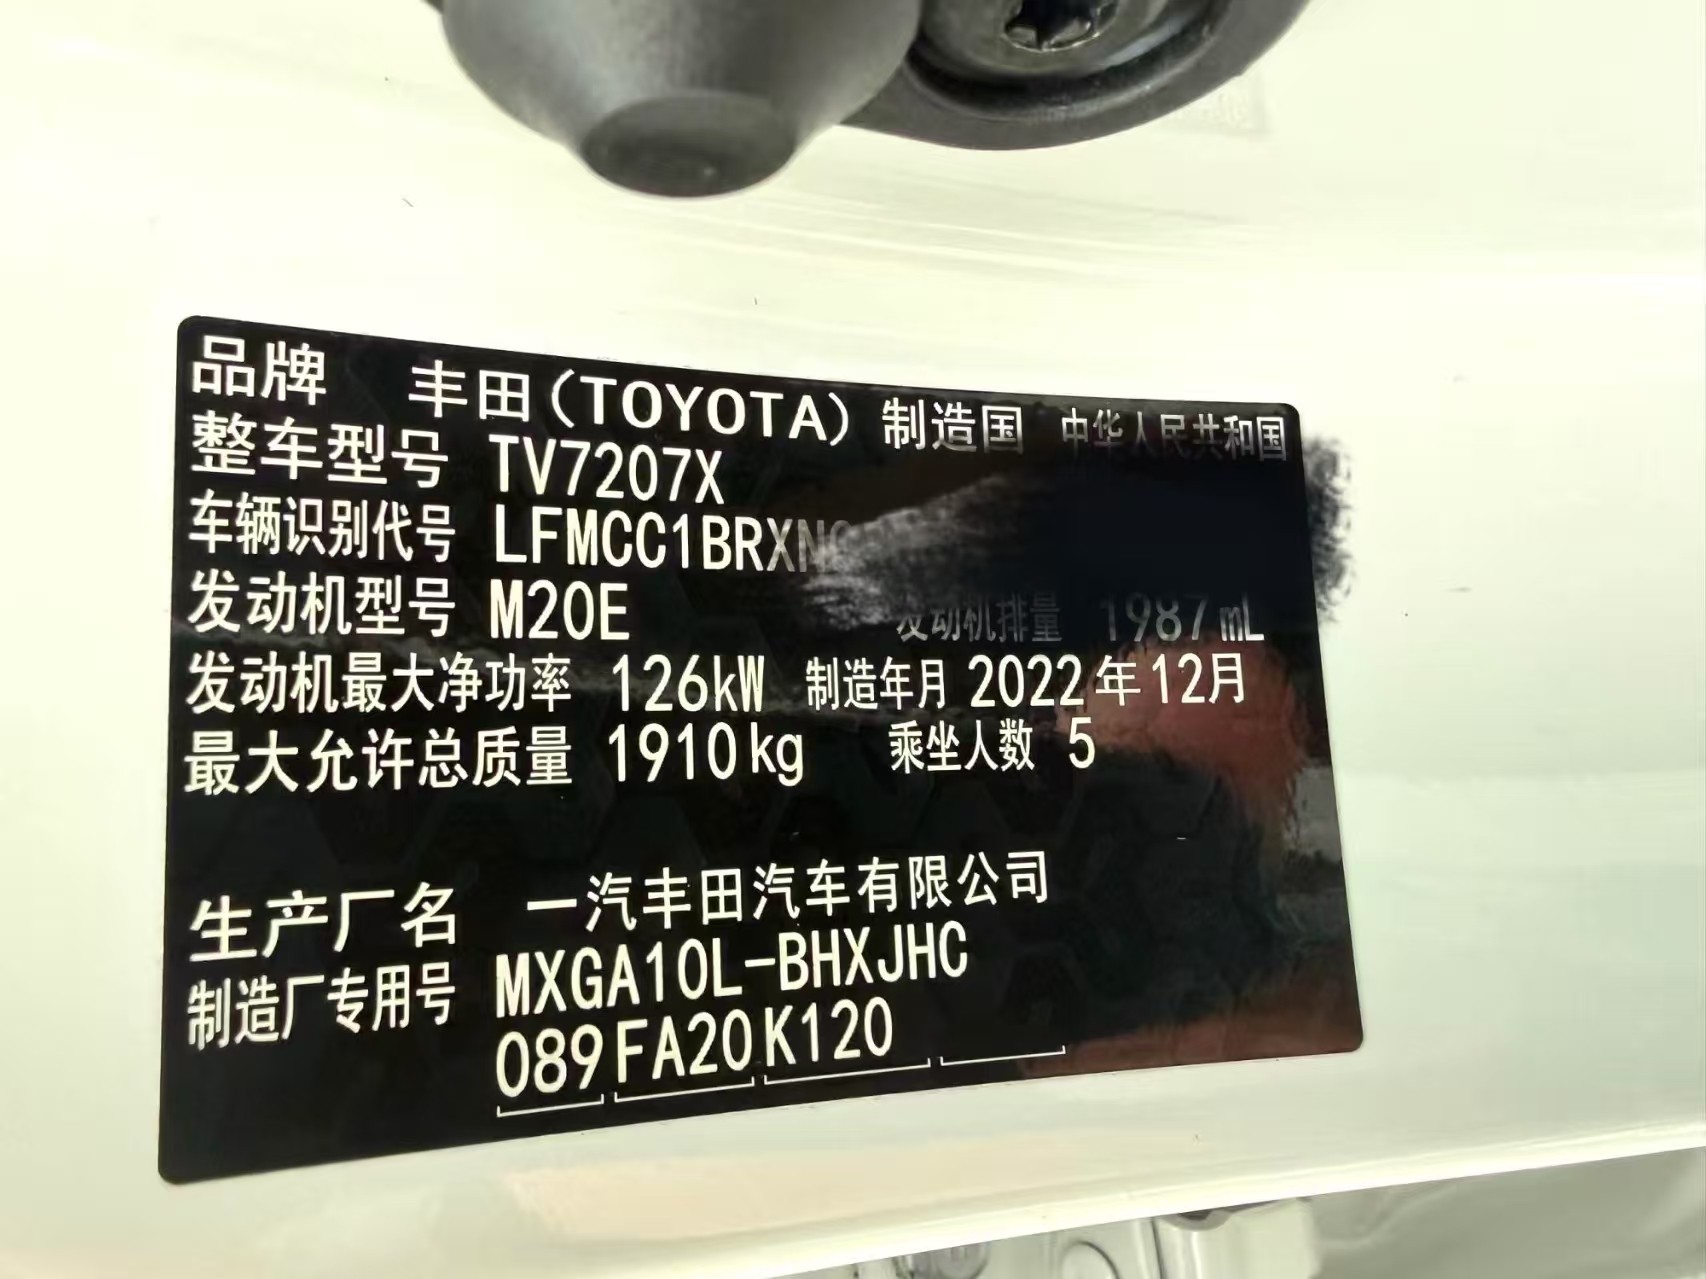 品牌 丰田(TOYOTA) 制造国 中华人民共和国
整车型号 TV7207X
车辆识别代号 LFMCC1BRXN
发动机型号 M20E 发动机排量 1987mL
发动机最大净功率 126kW 制造年月 2022年12月
最大允许总质量 1910kg 乘坐人数 5
生产厂名 一汽丰田汽车有限公司
制造厂专用号 MXGA10L-BHXJHC
089 FA20 K120